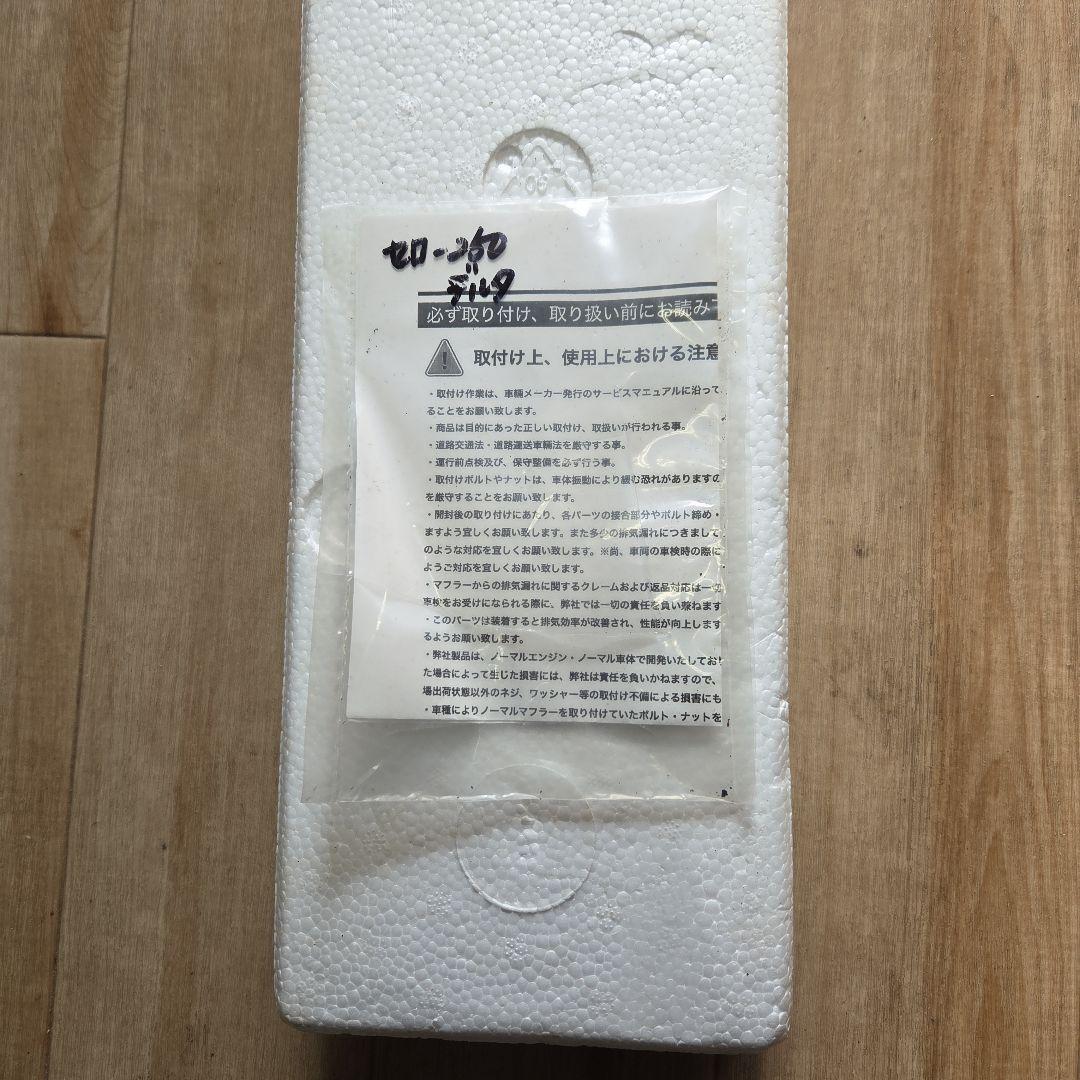 セロー250
デルタ
必ず取り付け、取り扱い前にお読み
取付け上、使用上における注意
・取付け作業は、車輌メーカー発行のサービスマニュアルに沿って
ることをお願い致します。
・商品は目的にあった正しい取付け、取扱いが行われる事。
・道路交通法・道路運送車輌法を厳守する事。
・運行前点検及び、保守整備を必ず行う事。
・取付けボルトやナットは、車体振動により緩む恐れがありますの
を厳守することをお願い致します。
・開封後の取り付けにあたり、各パーツの接合部分やボルト締め・
ますよう宜しくお願い致します。また多少の排気漏れにつきまして
のような対応を宜しくお願い致します。※尚、車両の車検時の際に
ようご対応を宜しくお願い致します。
・マフラーからの排気漏れに関するクレームおよび返品対応は一切
車検をお受けになられる際に、弊社では一切の責任を負い兼ねます
・このパーツは装着すると排気効率が改善され、性能が向上します
るようお願い致します。
・弊社製品は、ノーマルエンジン・ノーマル車体で開発いたしてお
た場合によって生じた損害には、弊社は責任を負いかねますので、
場出荷状態以外のネジ、ワッシャー等の取付け不備による損害にも
・車種によりノーマルマフラーを取り付けていたボルト・ナットを